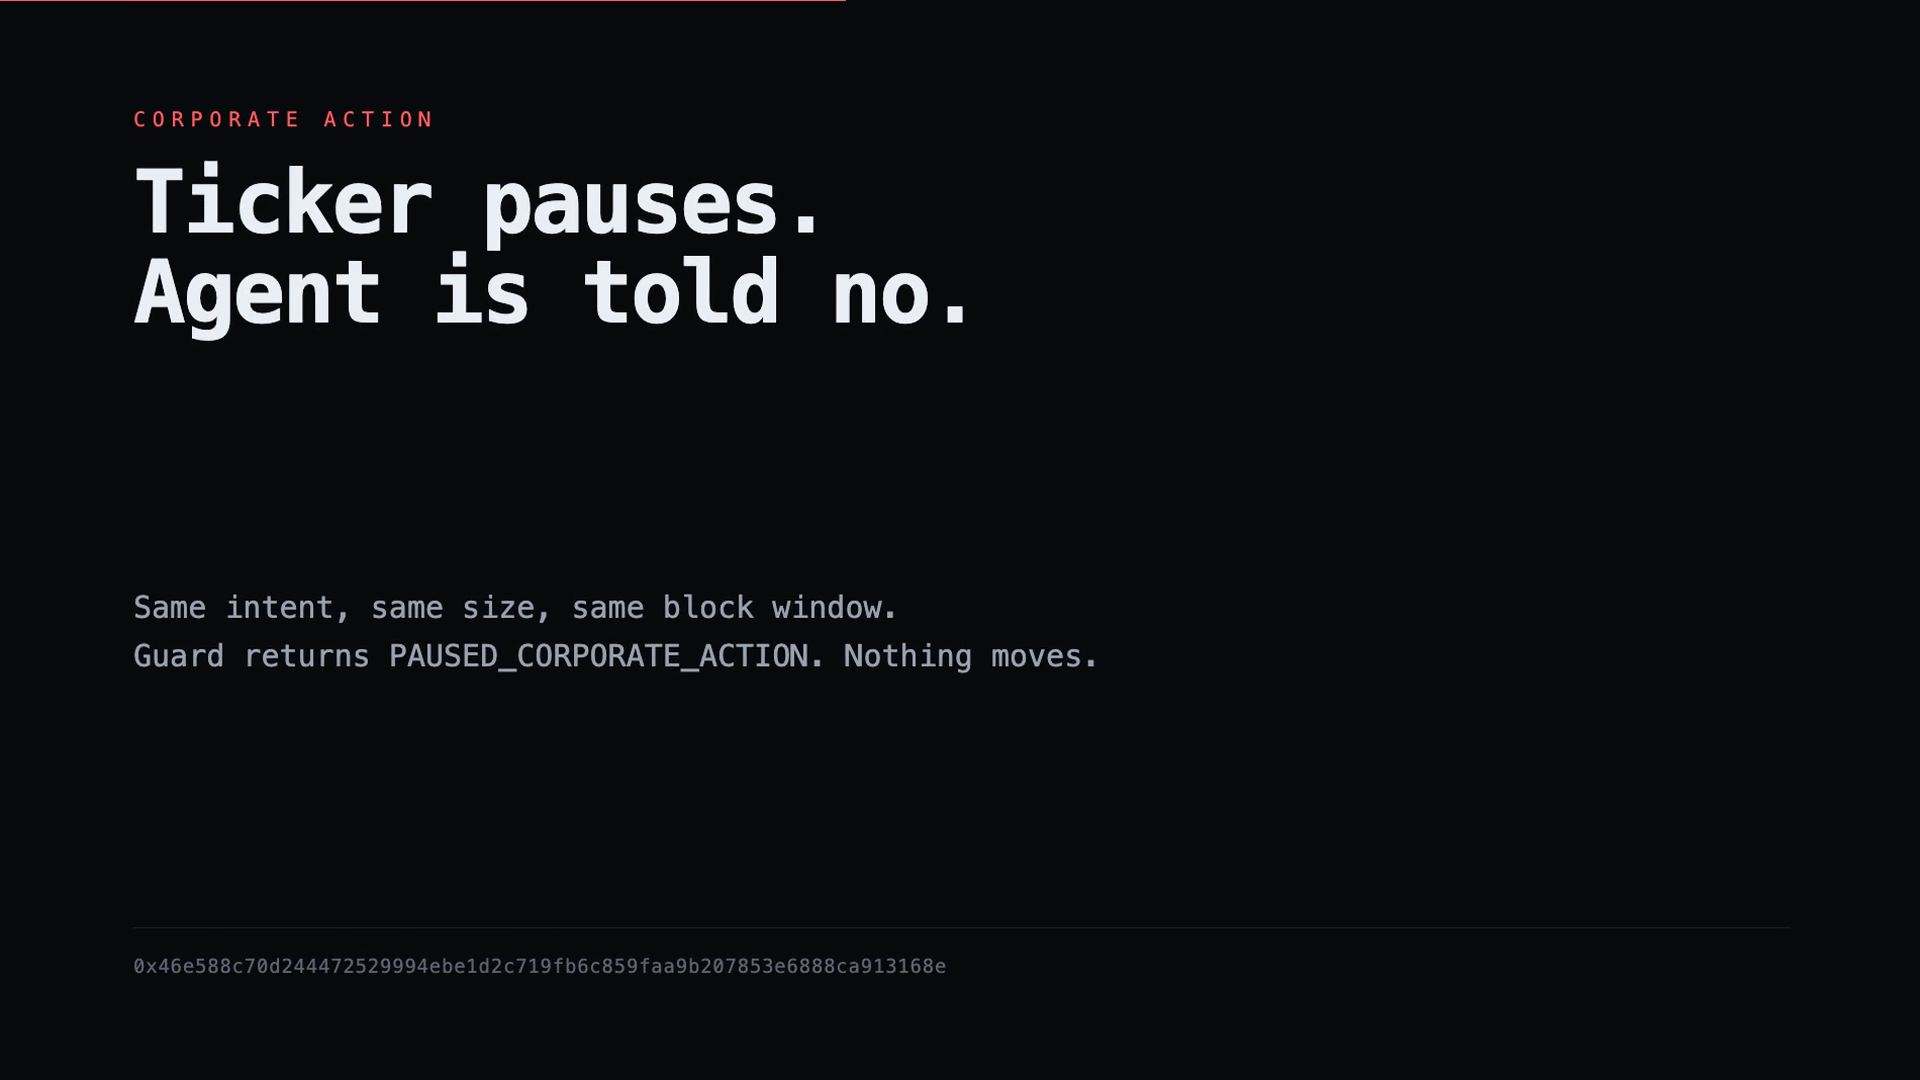 CORPORATE ACTION
Ticker pauses.
Agent is told no.
Same intent, same size, same block window.
Guard returns PAUSED_CORPORATE_ACTION. Nothing moves.
0x46e588c70d244472529994ebe1d2c719fb6c859faa9b207853e6888ca913168e